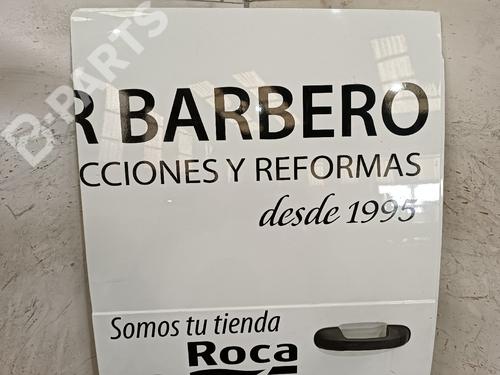 B-PARTS
R BARBERO
CCIONES Y REFORMAS
desde 1995
Somos tu tienda
Roca